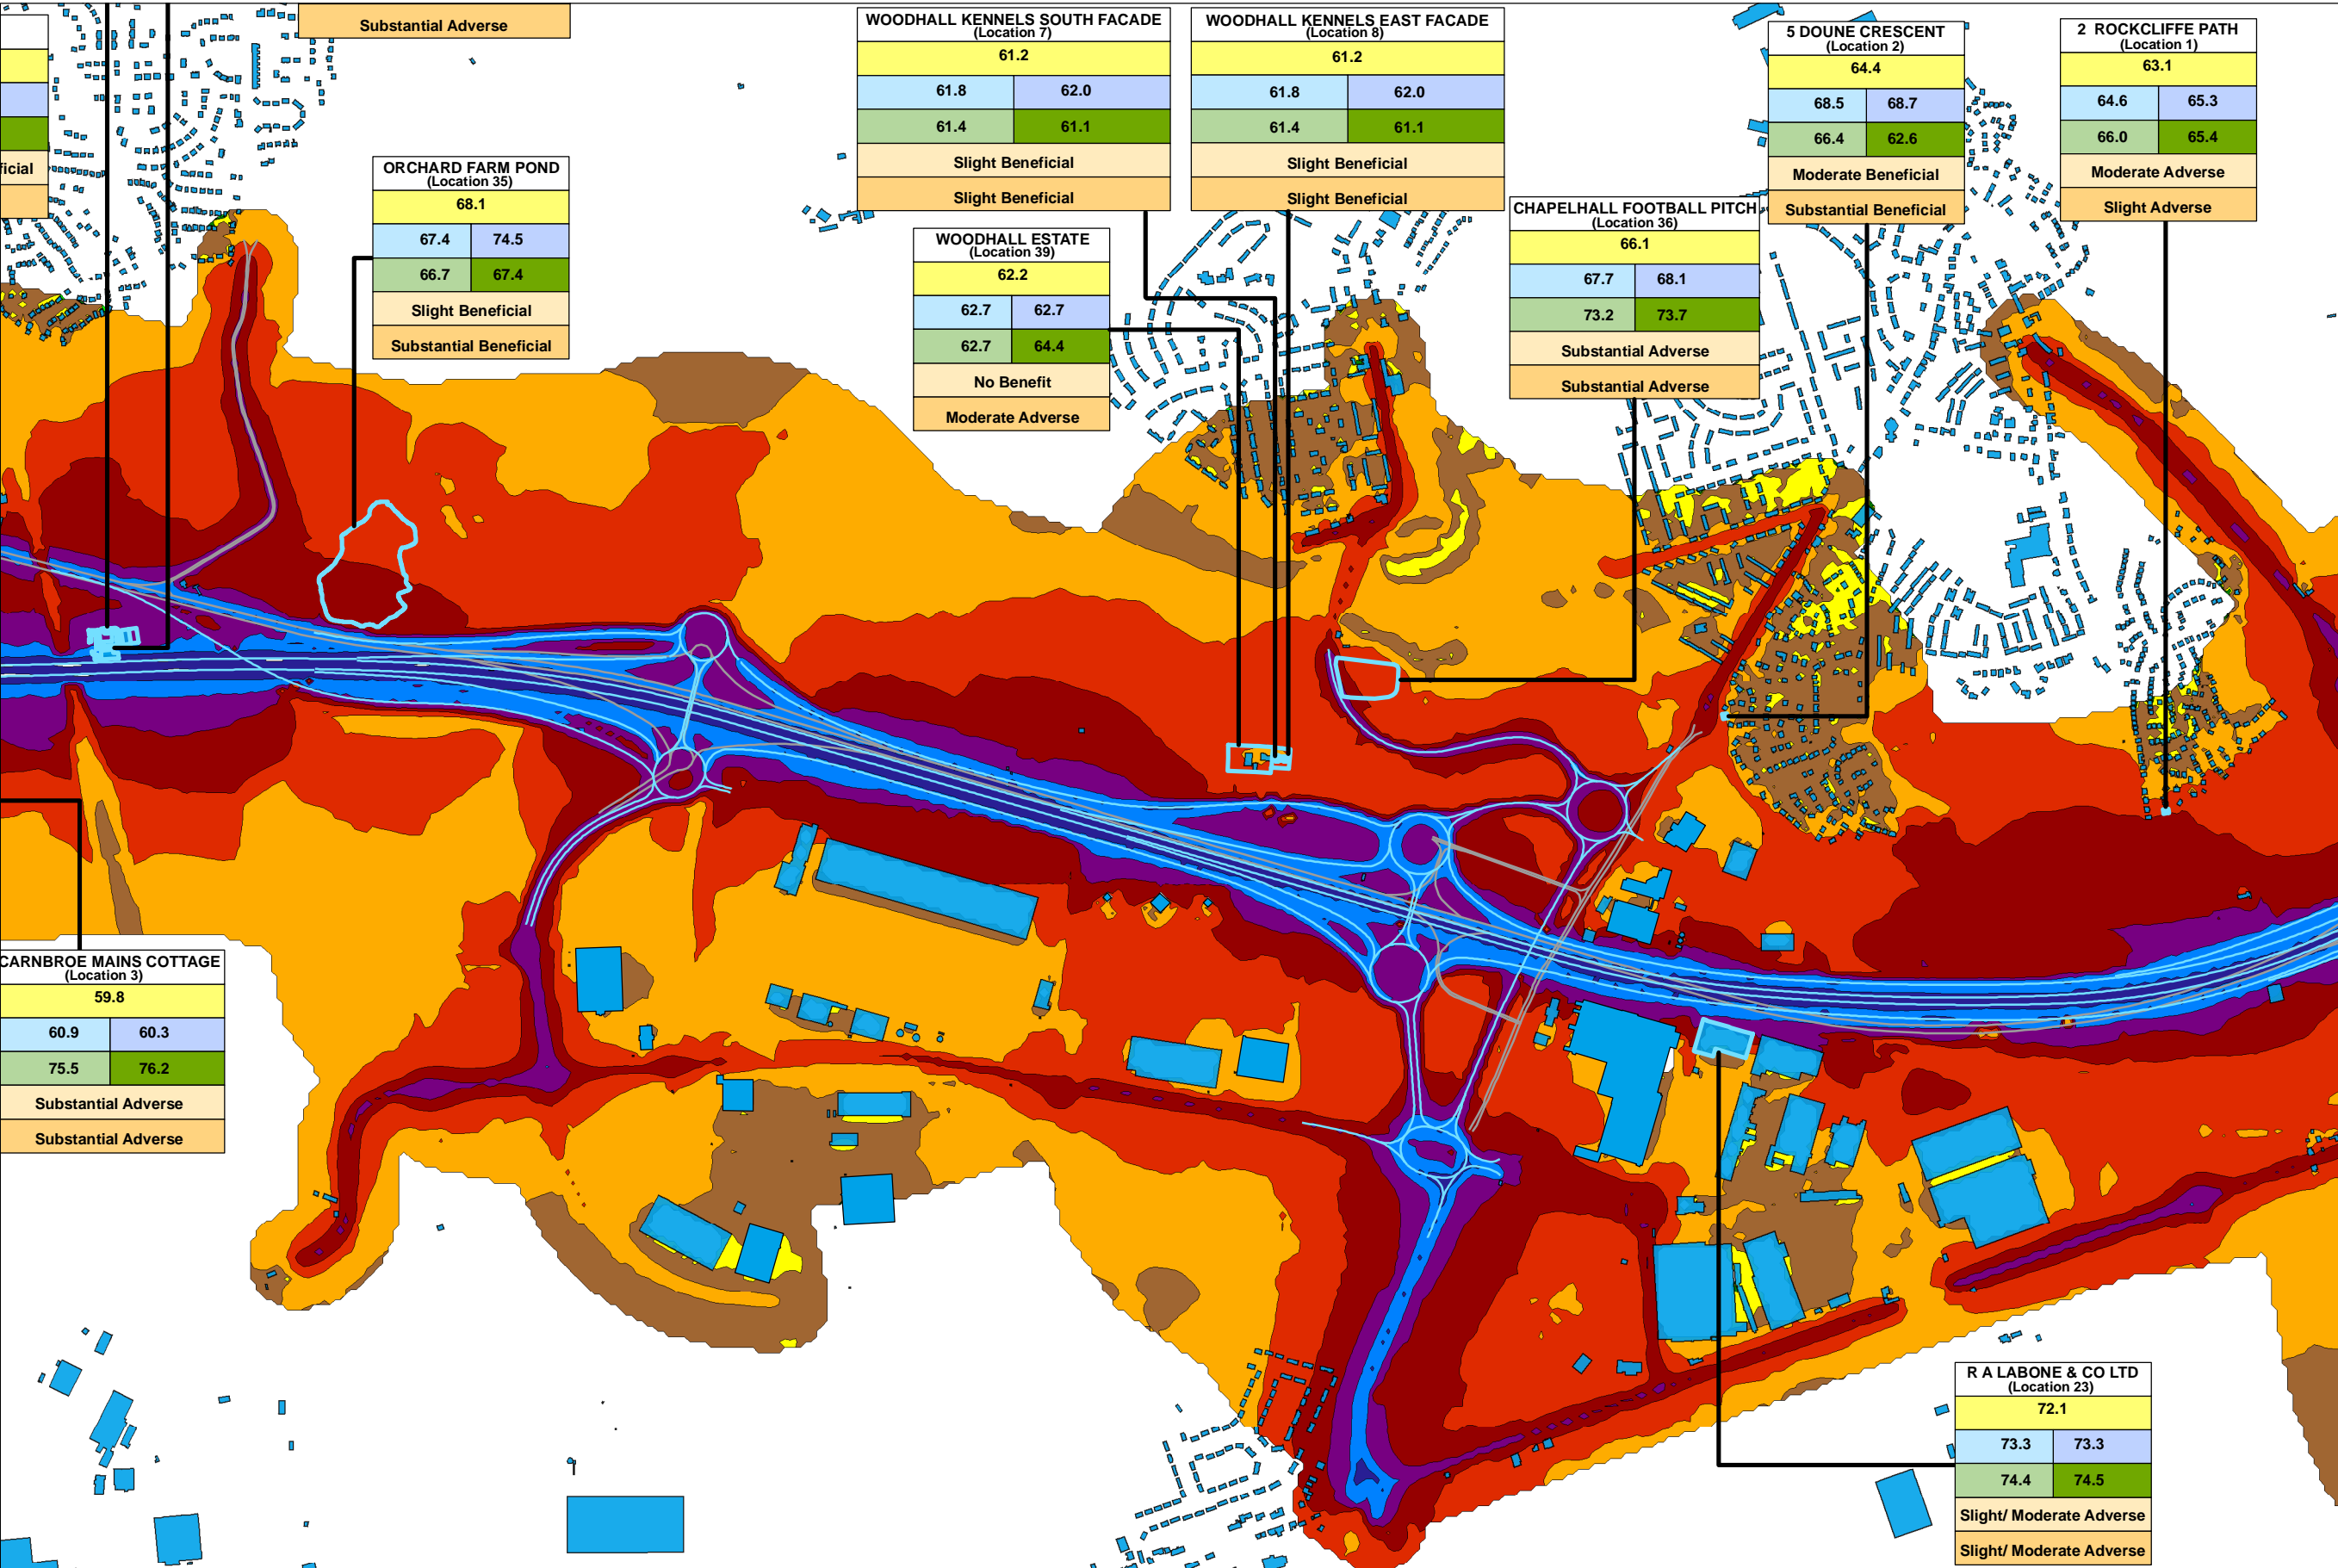 Substantial Adverse
ficial
ORCHARD FARM POND
(Location 35)
68.1
67.4 74.5
66.7 67.4
Slight Beneficial
Substantial Beneficial
WOODHALL KENNELS SOUTH FACADE
(Location 7)
61.2
61.8 62.0
61.4 61.1
Slight Beneficial
Slight Beneficial
WOODHALL KENNELS EAST FACADE
(Location 8)
61.2
61.8 62.0
61.4 61.1
Slight Beneficial
Slight Beneficial
WOODHALL ESTATE
(Location 39)
62.2
62.7 62.7
62.7 64.4
No Benefit
Moderate Adverse
CHAPELHALL FOOTBALL PITCH
(Location 36)
66.1
67.7 68.1
73.2 73.7
Substantial Adverse
Substantial Adverse
5 DOUNE CRESCENT
(Location 2)
64.4
68.5 68.7
66.4 62.6
Moderate Beneficial
Substantial Beneficial
2 ROCKCLIFFE PATH
(Location 1)
63.1
64.6 65.3
66.0 65.4
Moderate Adverse
Slight Adverse
CARNBROE MAINS COTTAGE
(Location 3)
59.8
60.9 60.3
75.5 76.2
Substantial Adverse
Substantial Adverse
R A LABONE & CO LTD
(Location 23)
72.1
73.3 73.3
74.4 74.5
Slight/ Moderate Adverse
Slight/ Moderate Adverse